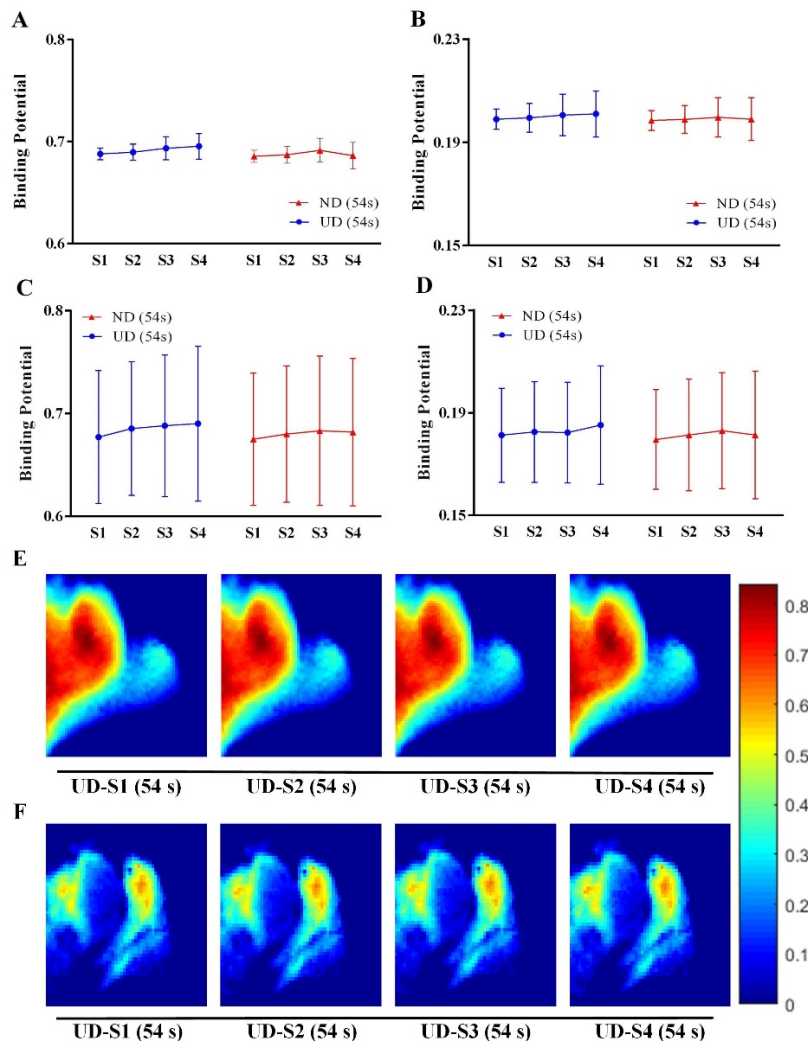 A
Binding Potential
0.8
0.7
0.6
S1 S2 S3 S4 S1 S2 S3 S4
ND (54s)
UD (54s)
B
Binding Potential
0.23
0.19
0.15
S1 S2 S3 S4 S1 S2 S3 S4
ND (54s)
UD (54s)
C
Binding Potential
0.8
0.7
0.6
ND (54s)
UD (54s)
S1 S2 S3 S4 S1 S2 S3 S4
D
Binding Potential
0.23
0.19
0.15
ND (54s)
UD (54s)
S1 S2 S3 S4 S1 S2 S3 S4
E
UD-S1 (54 s) UD-S2 (54 s) UD-S3 (54 s) UD-S4 (54 s)
F
UD-S1 (54 s) UD-S2 (54 s) UD-S3 (54 s) UD-S4 (54 s)
0.8
0.7
0.6
0.5
0.4
0.3
0.2
0.1
0